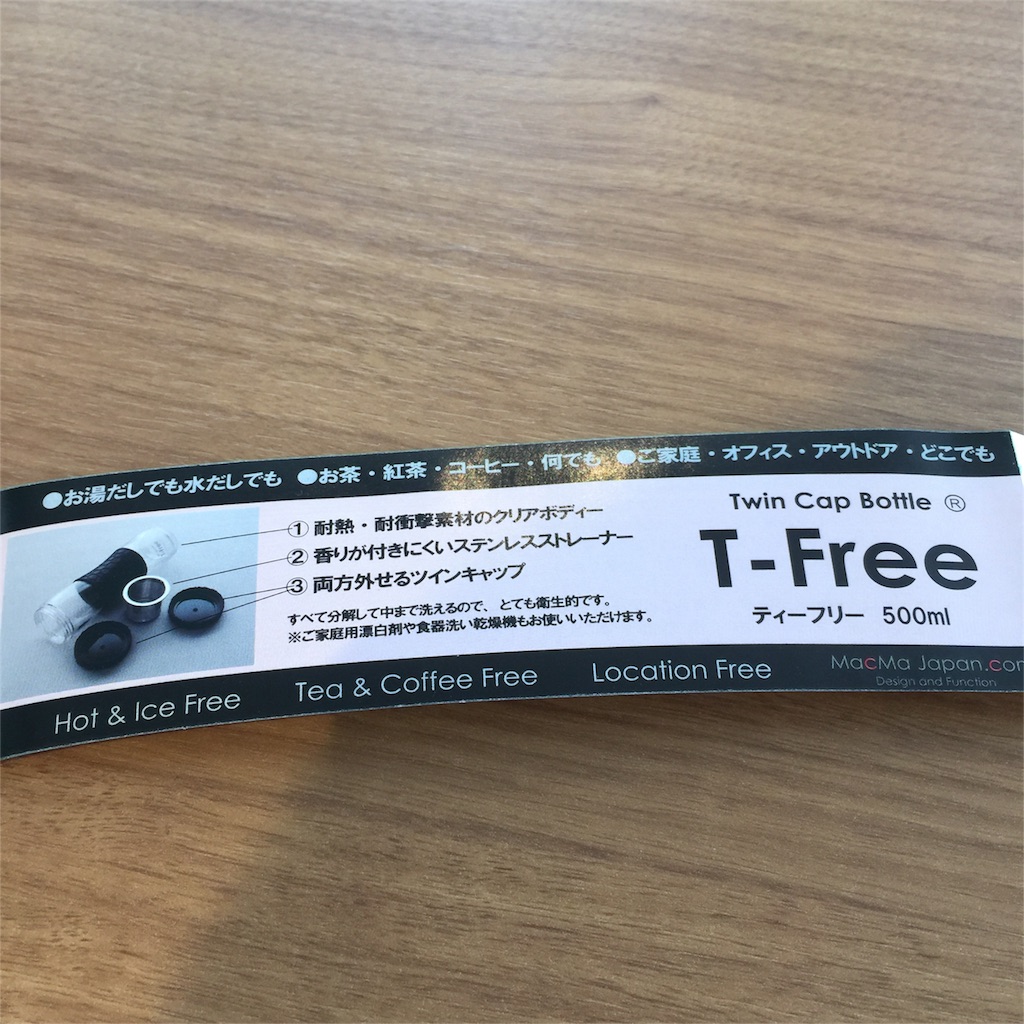 ●お湯だしでも水だしでも ●お茶・紅茶・コーヒー・何でも ●ご家庭・オフィス・アウトドア・どこでも
① 耐熱・耐衝撃素材のクリアボディー
② 香りが付きにくいステンレスストレーナー
③ 両方外せるツインキャップ
すべて分解して中まで洗えるので、とても衛生的です。
※ご家庭用漂白剤や食器洗い乾燥機もお使いいただけます。
Twin Cap Bottle ®
T-Free
ティーフリー 500ml
Hot & Ice Free Tea & Coffee Free Location Free
MacMa Japan.com
Design and Function